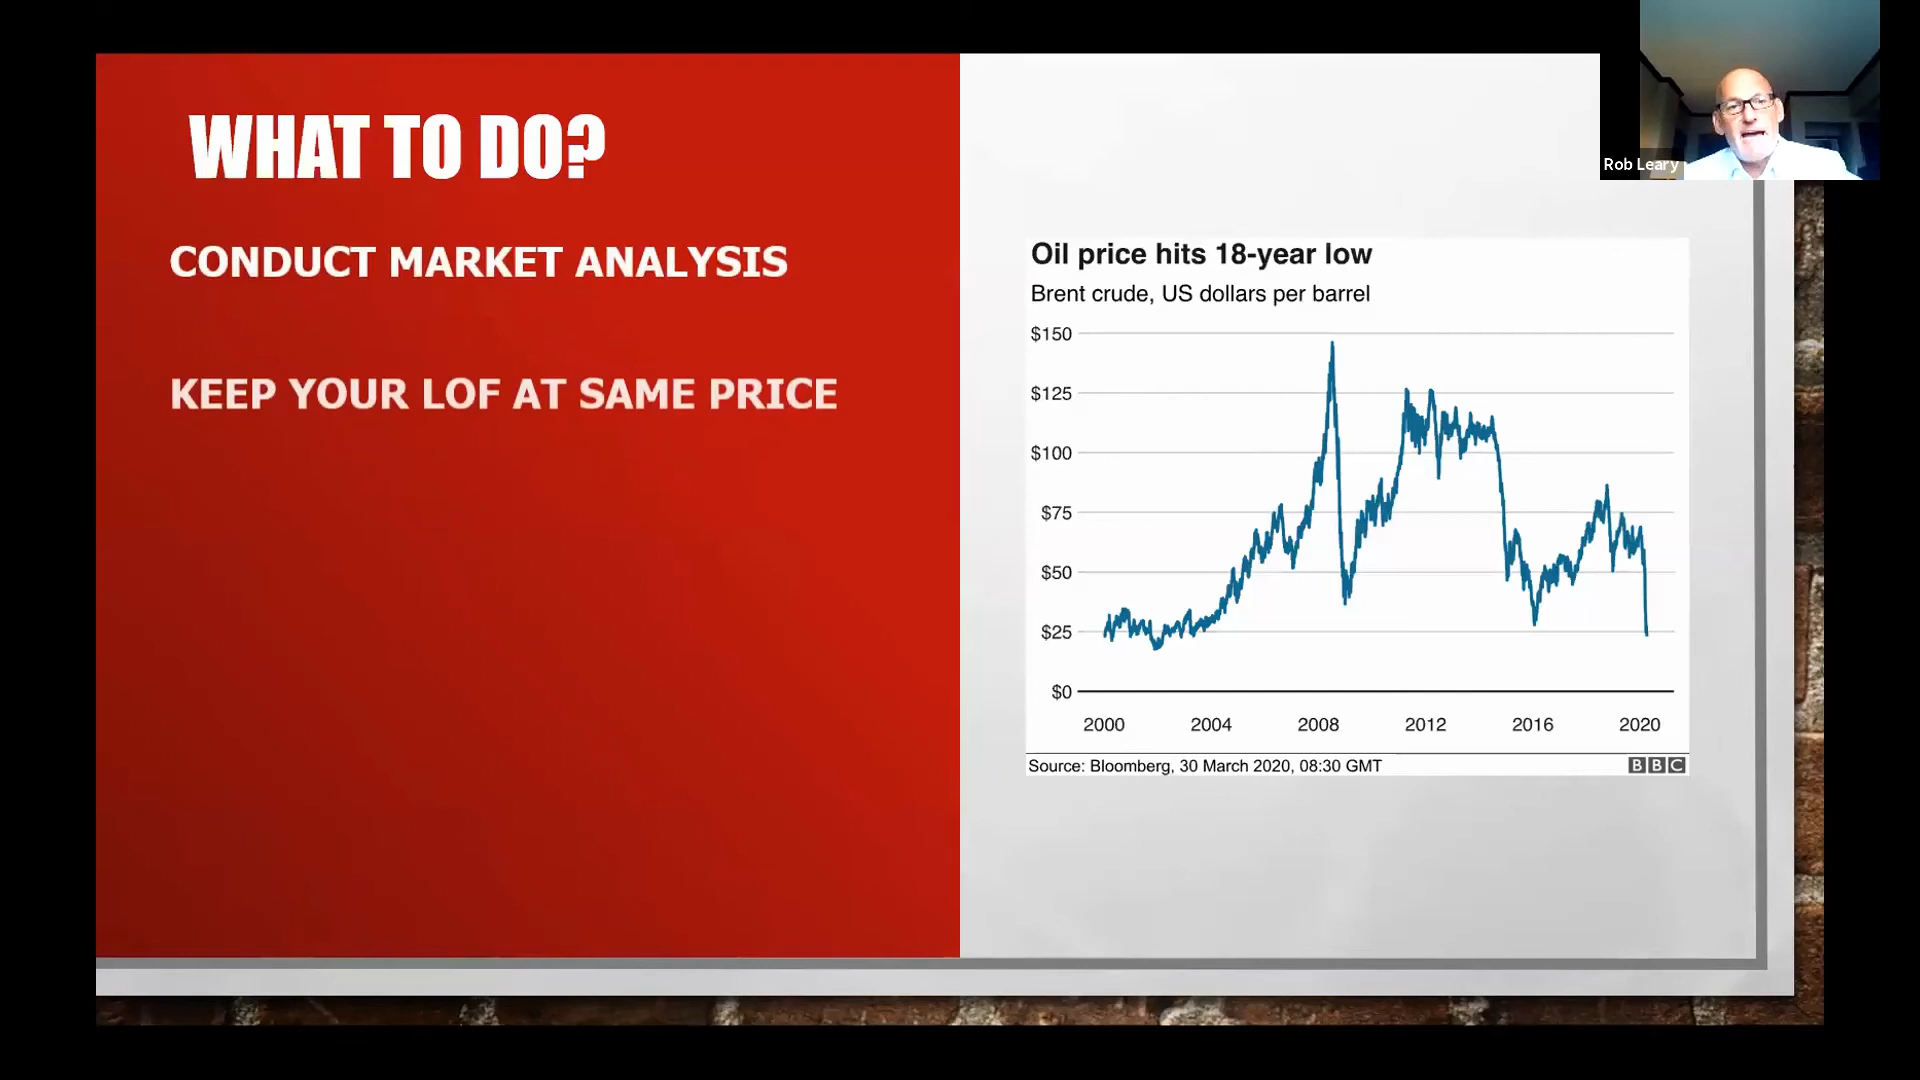 WHAT TO DO?
CONDUCT MARKET ANALYSIS
KEEP YOUR LOF AT SAME PRICE
Rob Leary
Oil price hits 18-year low
Brent crude, US dollars per barrel
$150
$125
$100
$75
$50
$25
$0
2000 2004 2008 2012 2016 2020
Source: Bloomberg, 30 March 2020, 08:30 GMT
BBC